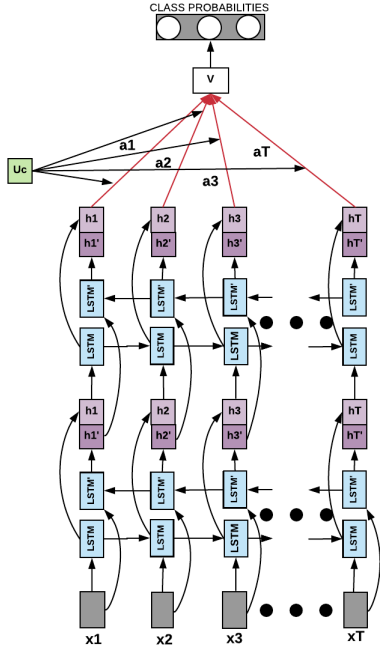 CLASS PROBABILITIES
V
a1
a2
aT
a3
Uc
h1 h2 h3 hT
h1' h2' h3' hT'
LSTM' LSTM' LSTM' LSTM'
LSTM LSTM LSTM LSTM
h1 h2 h3 hT
h1' h2' h3' hT'
LSTM' LSTM' LSTM' LSTM'
LSTM LSTM LSTM LSTM
x1 x2 x3 xT